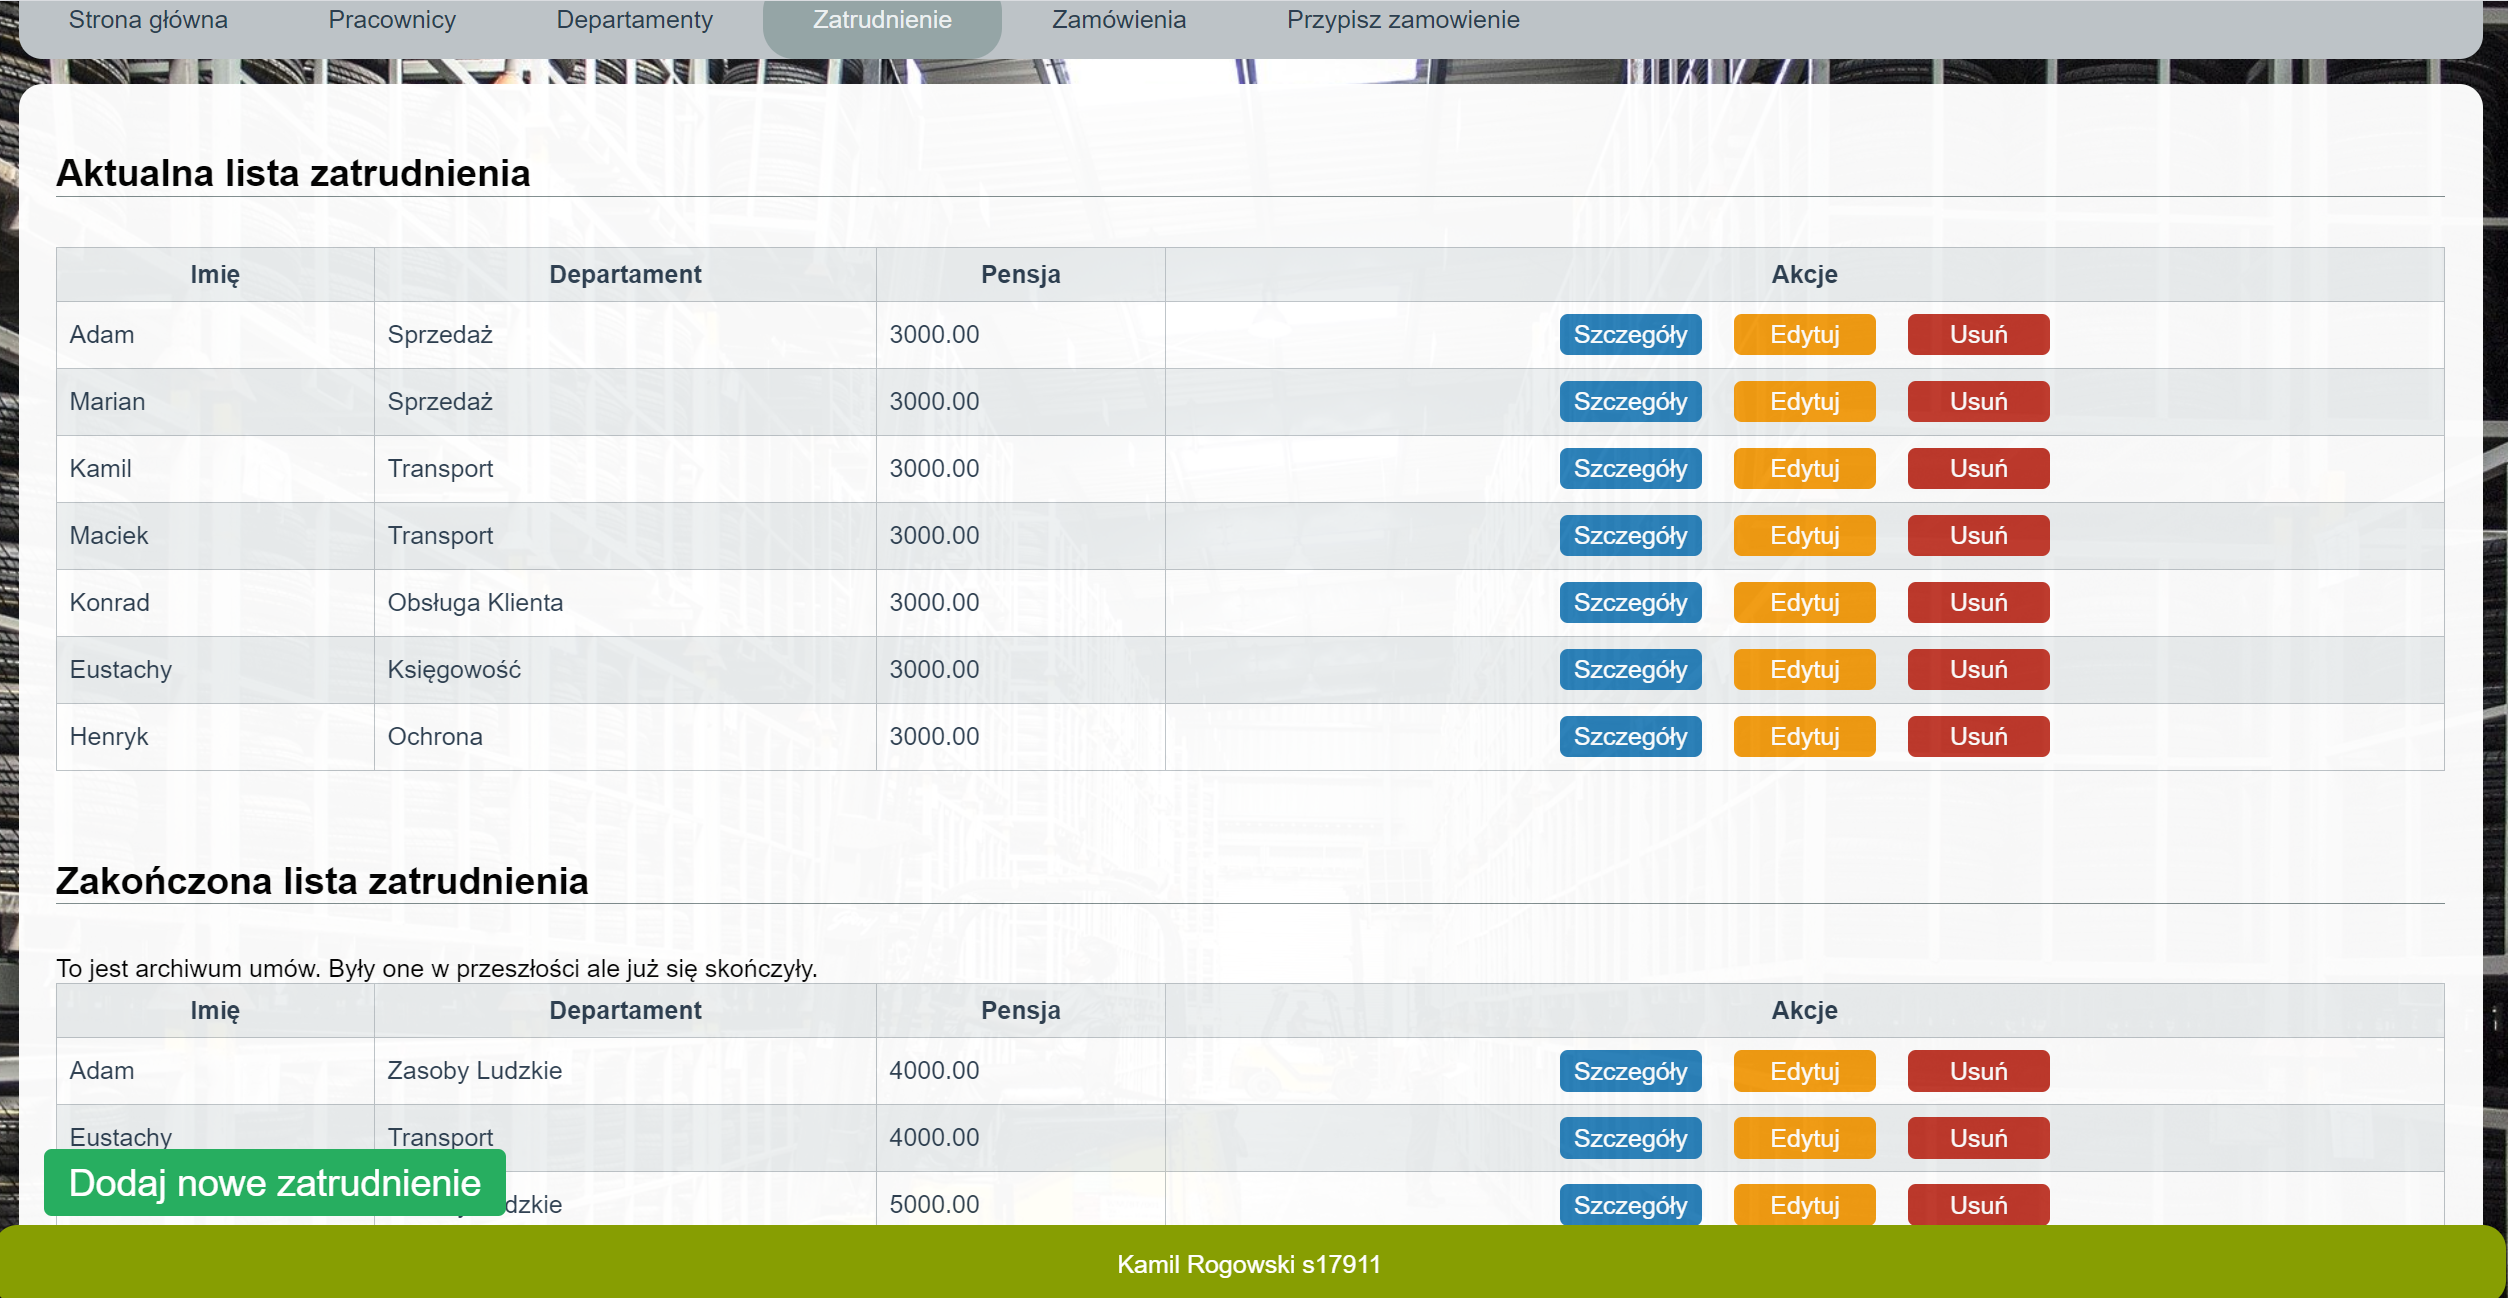 Strona główna Pracownicy Departamenty Zatrudnienie Zamówienia Przypisz zamowienie
Aktualna lista zatrudnienia
Imię Departament Pensja Akcje
Adam Sprzedaż 3000.00 Szczegóły Edytuj Usuń
Marian Sprzedaż 3000.00 Szczegóły Edytuj Usuń
Kamil Transport 3000.00 Szczegóły Edytuj Usuń
Maciek Transport 3000.00 Szczegóły Edytuj Usuń
Konrad Obsługa Klienta 3000.00 Szczegóły Edytuj Usuń
Eustachy Księgowość 3000.00 Szczegóły Edytuj Usuń
Henryk Ochrona 3000.00 Szczegóły Edytuj Usuń
Zakończona lista zatrudnienia
To jest archiwum umów. Były one w przeszłości ale już się skończyły.
Imię Departament Pensja Akcje
Adam Zasoby Ludzkie 4000.00 Szczegóły Edytuj Usuń
Eustachy Transport 4000.00 Szczegóły Edytuj Usuń
Dodaj nowe zatrudnienie
5000.00 Szczegóły Edytuj Usuń
Kamil Rogowski s17911